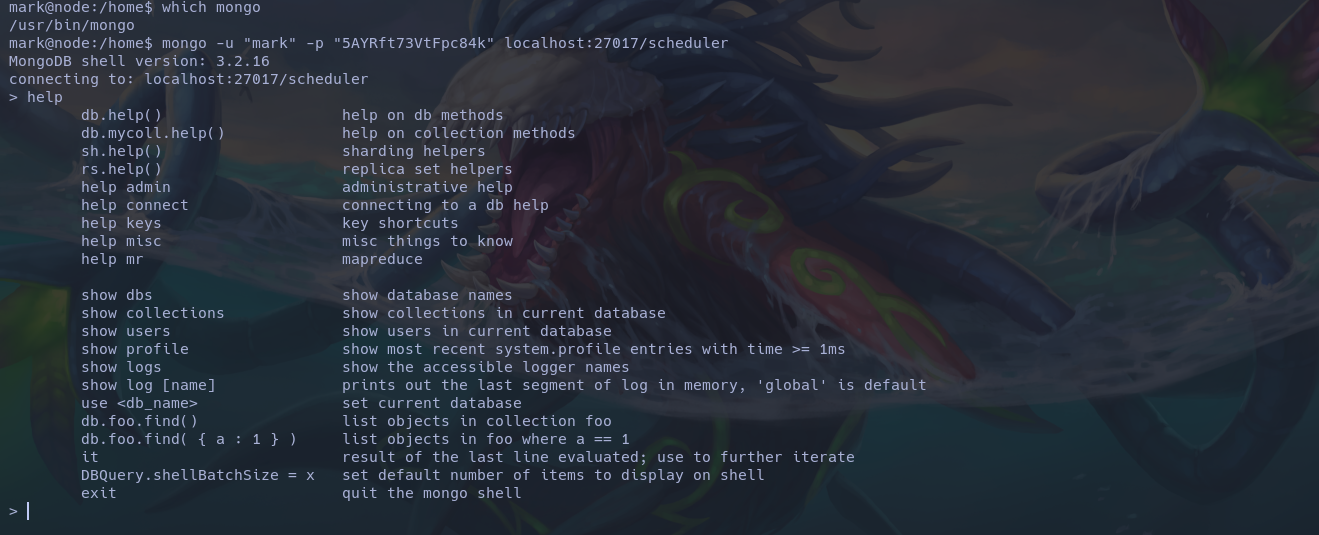 mark@node:/home$ which mongo
/usr/bin/mongo
mark@node:/home$ mongo -u "mark" -p "5AYRft73VtFpc84k" localhost:27017/scheduler
MongoDB shell version: 3.2.16
connecting to: localhost:27017/scheduler
> help
db.help() help on db methods
db.mycoll.help() help on collection methods
sh.help() sharding helpers
rs.help() replica set helpers
help admin administrative help
help connect connecting to a db help
help keys key shortcuts
help misc misc things to know
help mr mapreduce
show dbs show database names
show collections show collections in current database
show users show users in current database
show profile show most recent system.profile entries with time >= 1ms
show logs show the accessible logger names
show log [name] prints out the last segment of log in memory, 'global' is default
use <db_name> set current database
db.foo.find() list objects in collection foo
db.foo.find( { a : 1 } ) list objects in foo where a == 1
it result of the last line evaluated; use to further iterate
DBQuery.shellBatchSize = x set default number of items to display on shell
exit quit the mongo shell
>